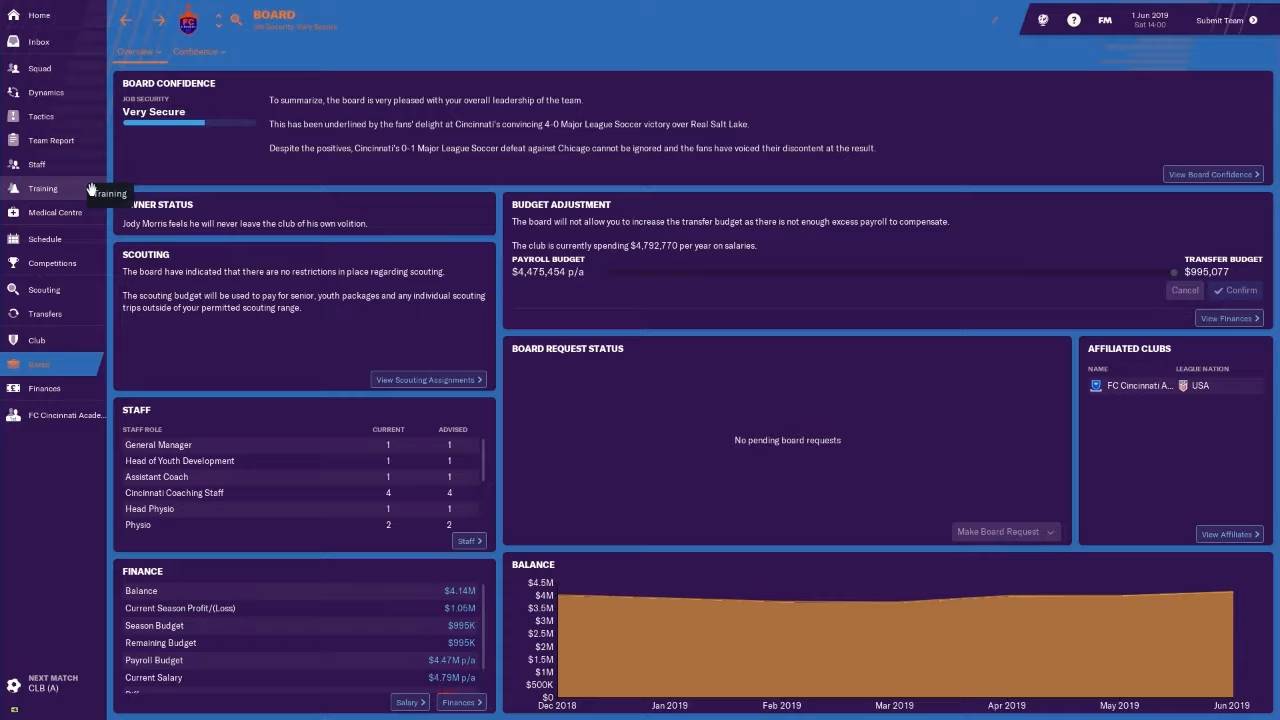 Home
Inbox
Squad
Dynamics
Tactics
Team Report
Staff
Training
Medical Centre
Schedule
Competitions
Scouting
Transfers
Club
Board
Finances
FC Cincinnati Acade...
NEXT MATCH
CLB (A)
Training
BOARD
Job Security: Very Secure
Overview
Confidence
FM
1 Jun 2019
Sat 14:00
Submit Team
BOARD CONFIDENCE
JOB SECURITY
Very Secure
To summarize, the board is very pleased with your overall leadership of the team.
This has been underlined by the fans' delight at Cincinnati's convincing 4-0 Major League Soccer victory over Real Salt Lake.
Despite the positives, Cincinnati's 0-1 Major League Soccer defeat against Chicago cannot be ignored and the fans have voiced their discontent at the result.
View Board Confidence >
OWNER STATUS
Jody Morris feels he will never leave the club of his own volition.
SCOUTING
The board have indicated that there are no restrictions in place regarding scouting.
The scouting budget will be used to pay for senior, youth packages and any individual scouting
trips outside of your permitted scouting range.
View Scouting Assignments >
STAFF
STAFF ROLE CURRENT ADVISED
General Manager 1 1
Head of Youth Development 1 1
Assistant Coach 1 1
Cincinnati Coaching Staff 4 4
Head Physio 1 1
Physio 2 2
Staff >
FINANCE
Balance $4.14M
Current Season Profit/(Loss) $1.05M
Season Budget $995K
Remaining Budget $995K
Payroll Budget $4.47M p/a
Current Salary $4.79M p/a
Salary >
Finances >
BUDGET ADJUSTMENT
The board will not allow you to increase the transfer budget as there is not enough excess payroll to compensate.
The club is currently spending $4,792,770 per year on salaries.
PAYROLL BUDGET TRANSFER BUDGET
$4,475,454 p/a $995,077
Cancel Confirm
View Finances >
BOARD REQUEST STATUS
No pending board requests
Make Board Request
AFFILIATED CLUBS
NAME LEAGUE NATION
FC Cincinnati A... USA
View Affiliates >
BALANCE
$4.5M
$4M
$3.5M
$3M
$2.5M
$2M
$1.5M
$1M
$500K
$0
Dec 2018 Jan 2019 Feb 2019 Mar 2019 Apr 2019 May 2019 Jun 2019